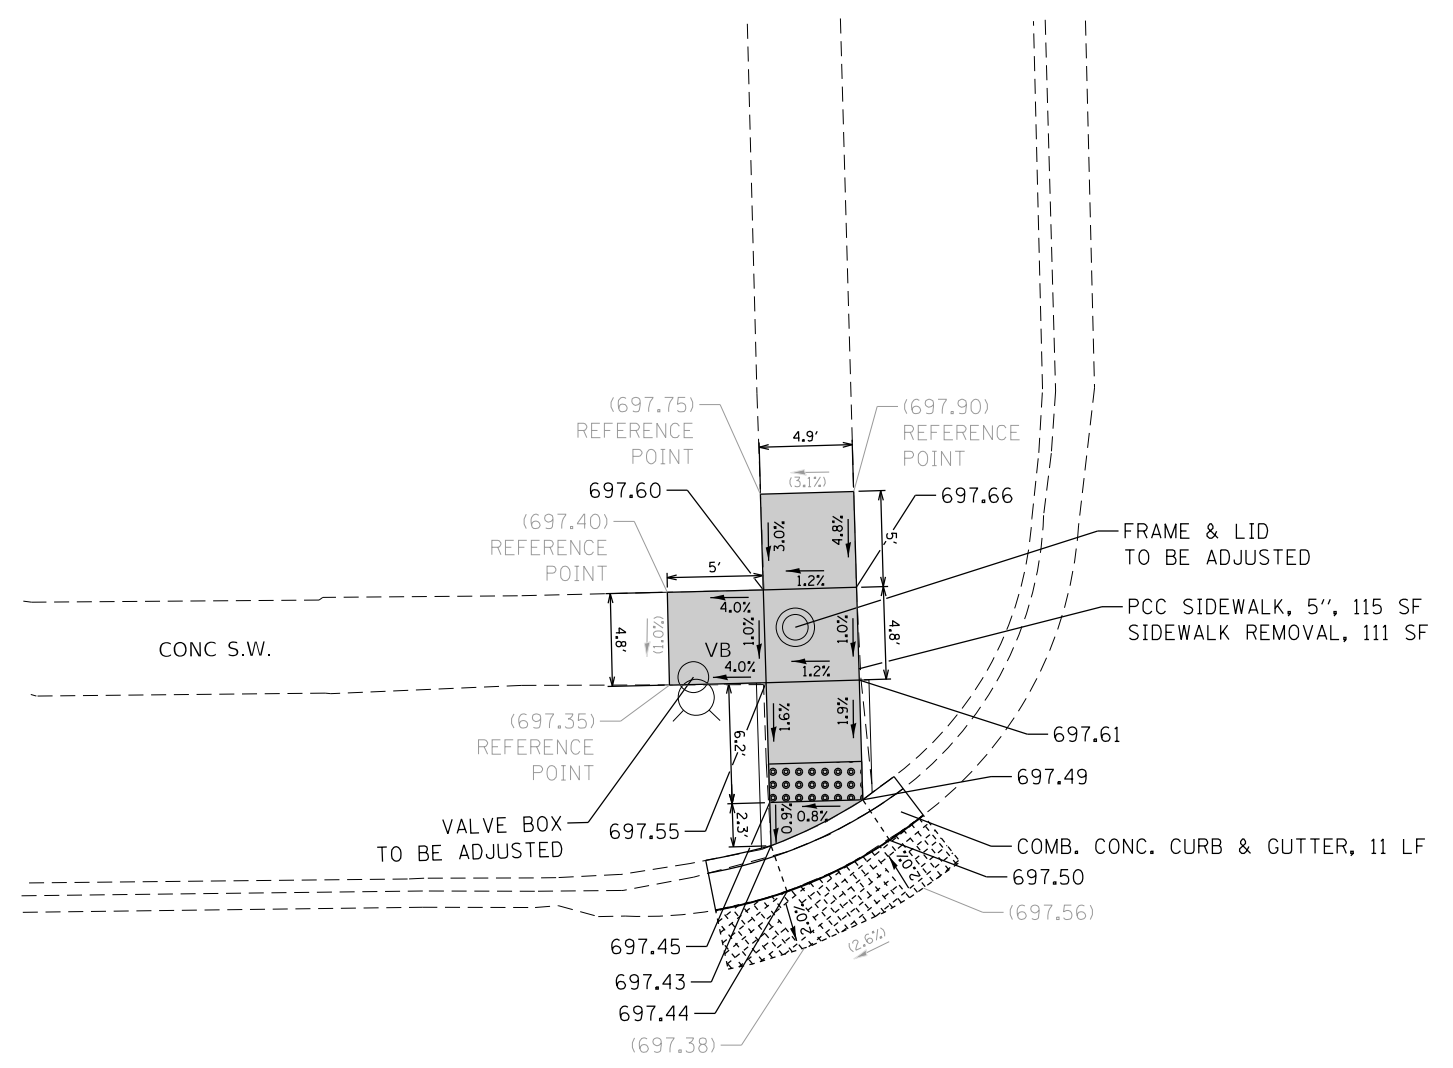 (697.75)
REFERENCE
POINT
(697.90)
REFERENCE
POINT
4.9'
(3.1%)
697.60
697.66
3.0%
4.8%
5'
(697.40)
REFERENCE
POINT
FRAME & LID
TO BE ADJUSTED
5'
1.2%
4.0%
4.8'
(1.0%)
1.0%
1.0%
4.8'
PCC SIDEWALK, 5″, 115 SF
SIDEWALK REMOVAL, 111 SF
CONC S.W.
VB
4.0%
1.2%
(697.35)
REFERENCE
POINT
1.6%
1.9%
6.2'
697.61
697.49
VALVE BOX
TO BE ADJUSTED
697.55
2.3'
0.9%
0.8%
COMB. CONC. CURB & GUTTER, 11 LF
697.50
(697.56)
2.0%
(2.6%)
697.45
697.43
697.44
(697.38)